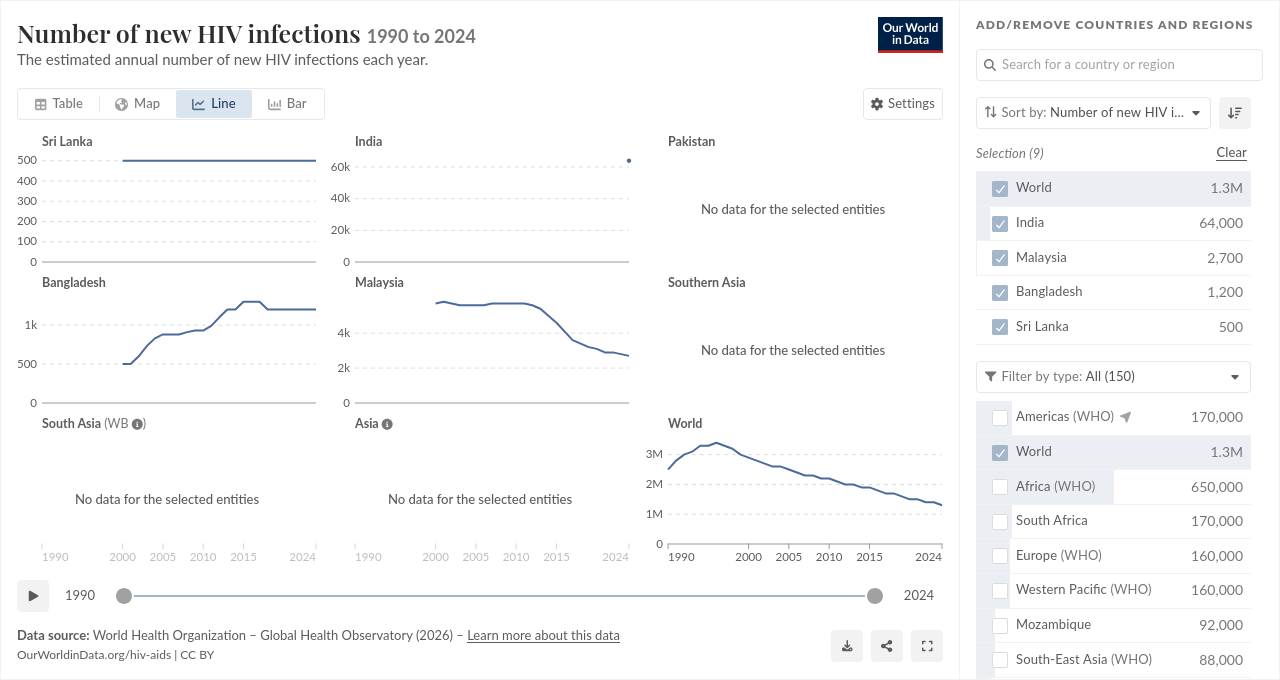 Number of new HIV infections 1990 to 2024
The estimated annual number of new HIV infections each year.
Our World
in Data
Table
Map
Line
Bar
Settings
Sri Lanka
500
400
300
200
100
0
India
60k
40k
20k
0
Pakistan
No data for the selected entities
Bangladesh
1k
500
0
Malaysia
4k
2k
0
Southern Asia
No data for the selected entities
South Asia (WB)
No data for the selected entities
1990 2000 2005 2010 2015 2024
Asia
No data for the selected entities
1990 2000 2005 2010 2015 2024
World
3M
2M
1M
0
1990 2000 2005 2010 2015 2024
1990
2024
Data source: World Health Organization – Global Health Observatory (2026) – Learn more about this data
OurWorldinData.org/hiv-aids | CC BY
ADD/REMOVE COUNTRIES AND REGIONS
Search for a country or region
Sort by: Number of new HIV i...
Selection (9)
Clear
World 1.3M
India 64,000
Malaysia 2,700
Bangladesh 1,200
Sri Lanka 500
Filter by type: All (150)
Americas (WHO) 170,000
World 1.3M
Africa (WHO) 650,000
South Africa 170,000
Europe (WHO) 160,000
Western Pacific (WHO) 160,000
Mozambique 92,000
South-East Asia (WHO) 88,000